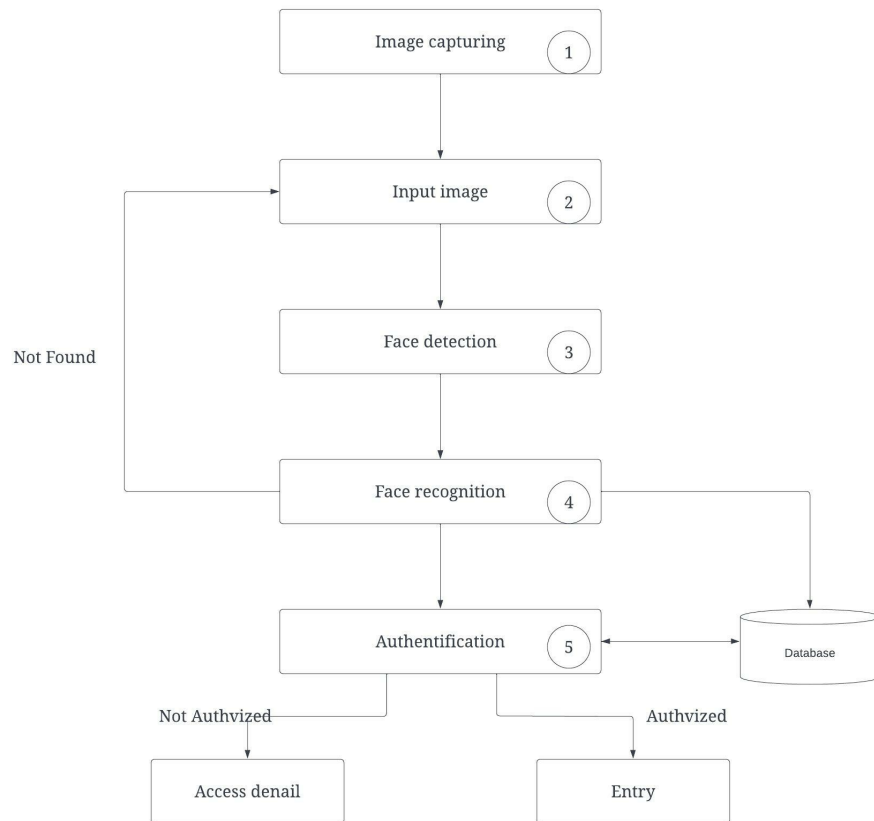 Image capturing
1
Input image
2
Face detection
3
Not Found
Face recognition
4
Authentification
5
Database
Not Authvized
Authvized
Access denail
Entry